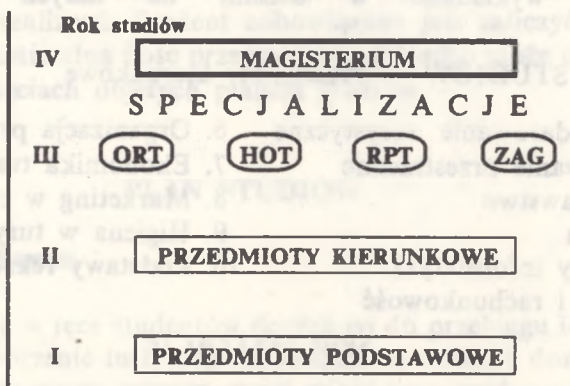 Rok studiów
IV MAGISTERIUM
SPECJALIZACJE
III ORT HOT RPT ZAG
II PRZEDMIOTY KIERUNKOWE
I PRZEDMIOTY PODSTAWOWE